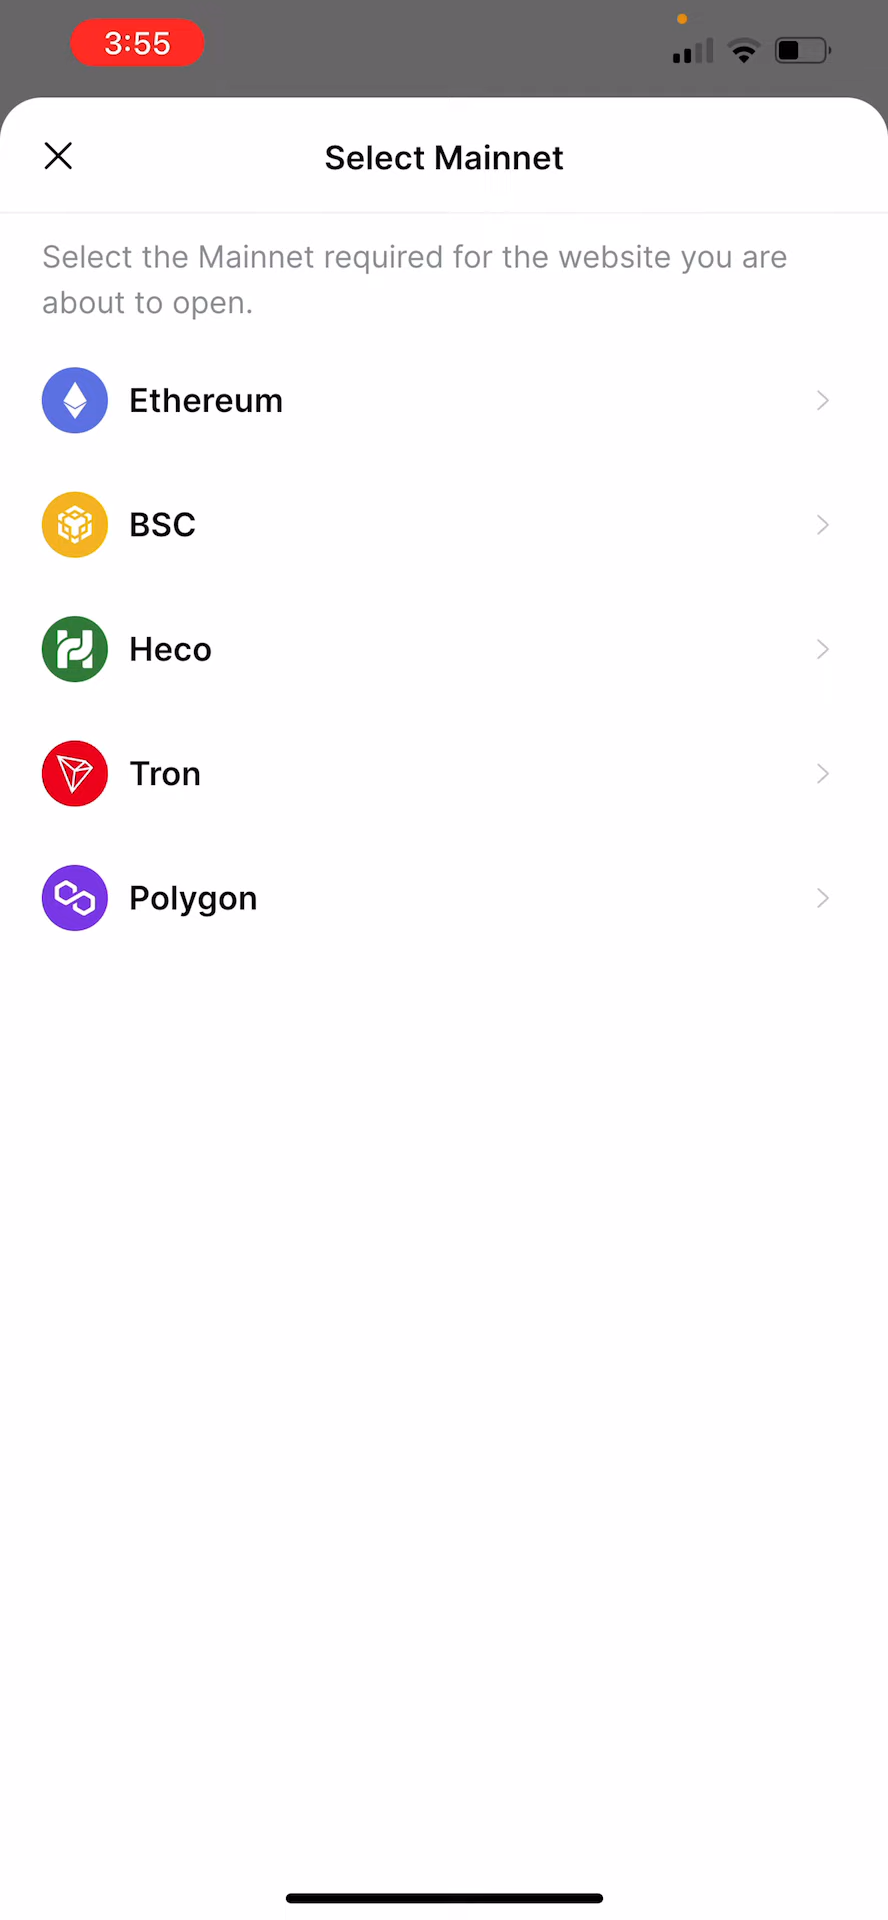 3:55
Select Mainnet
Select the Mainnet required for the website you are
about to open.
Ethereum
BSC
Heco
Tron
Polygon